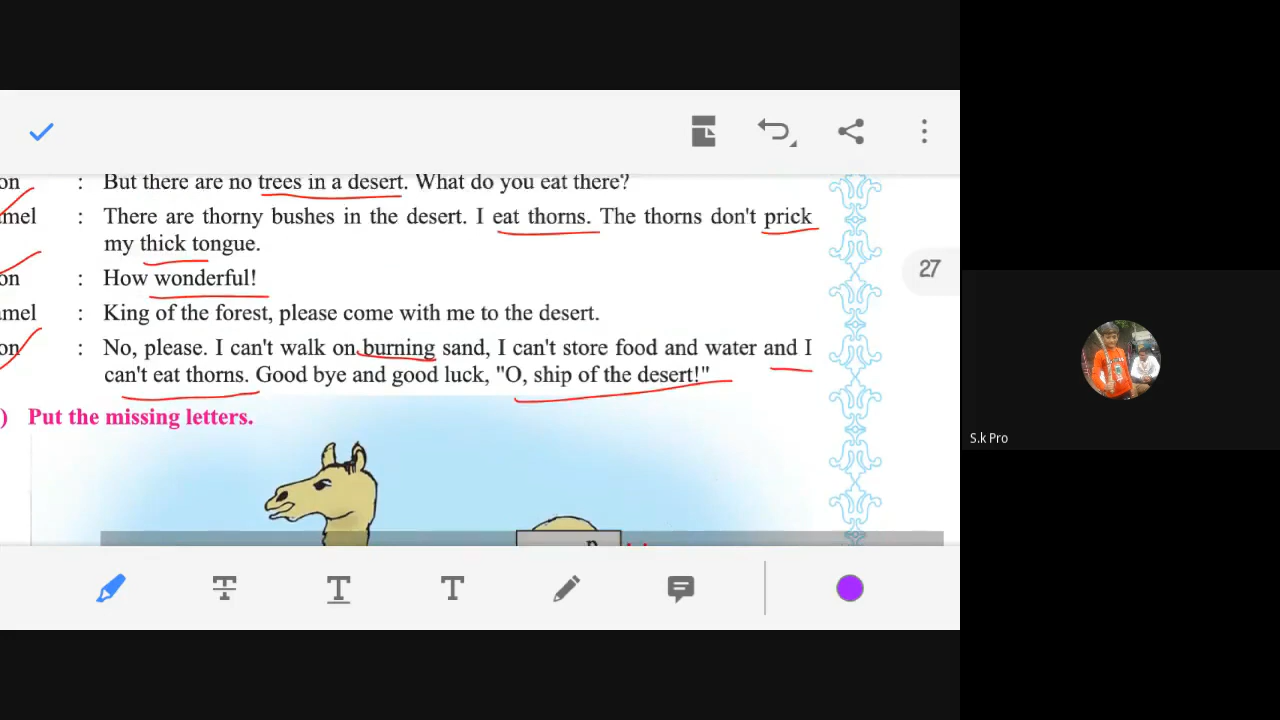 on : But there are no trees in a desert. What do you eat there?
amel : There are thorny bushes in the desert. I eat thorns. The thorns don't prick
my thick tongue.
on : How wonderful!
amel : King of the forest, please come with me to the desert.
on : No, please. I can't walk on burning sand, I can't store food and water and I
can't eat thorns. Good bye and good luck, "O, ship of the desert!"
) Put the missing letters.
27
S.k Pro